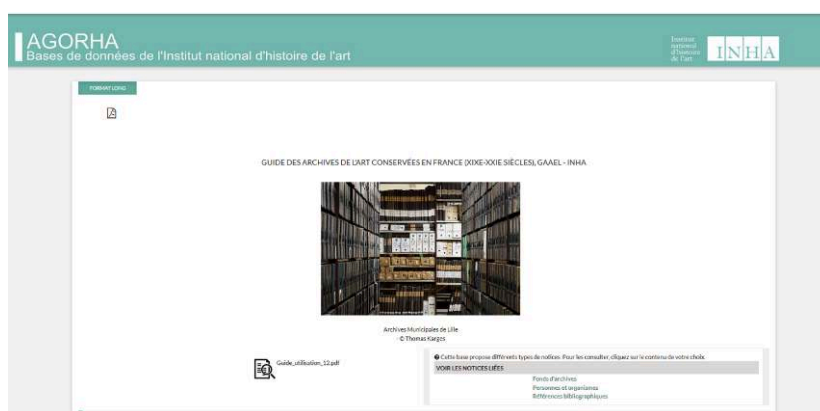 AGORHA
Bases de données de l'Institut national d'histoire de l'art
Institut
national
d'histoire
de l'art
INHA
FORMAT LONG
GUIDE DES ARCHIVES DE L'ART CONSERVÉES EN FRANCE (XIXE-XXIE SIÈCLES), GAAEL - INHA
Archives Municipales de Lille
- © Thomas Karges
Guide_utilisation_12.pdf
Cette base propose différents types de notices. Pour les consulter, cliquez sur le contenu de votre choix.
VOIR LES NOTICES LIÉES
Fonds d'archives
Personnes et organismes
Références bibliographiques